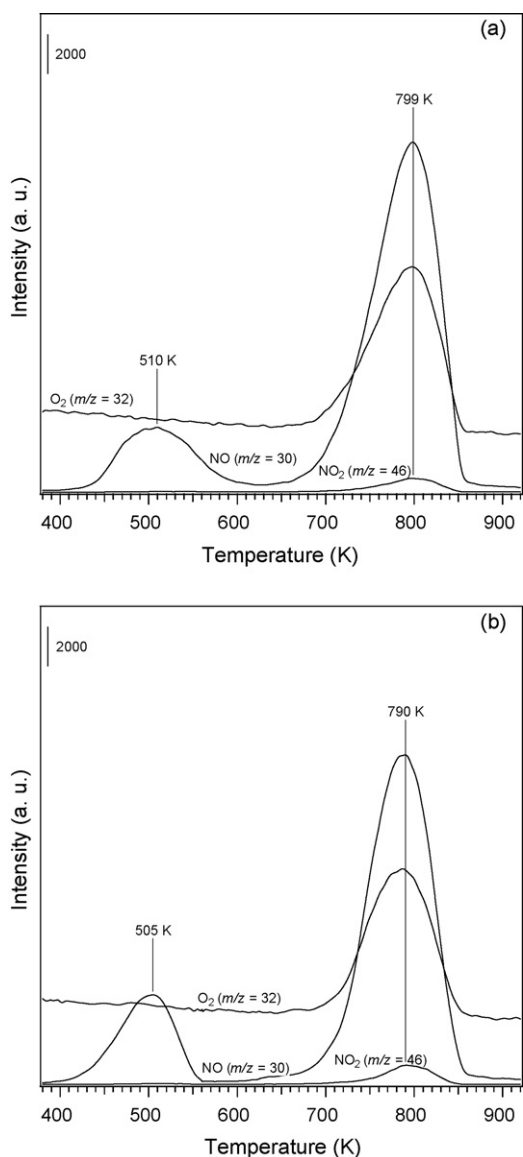 (a)
2000
799 K
510 K
O₂ (m/z = 32)
NO (m/z = 30)
NO₂ (m/z = 46)
Intensity (a. u.)
400 500 600 700 800 900
Temperature (K)
(b)
2000
790 K
505 K
O₂ (m/z = 32)
NO (m/z = 30)
NO₂ (m/z = 46)
Intensity (a. u.)
400 500 600 700 800 900
Temperature (K)